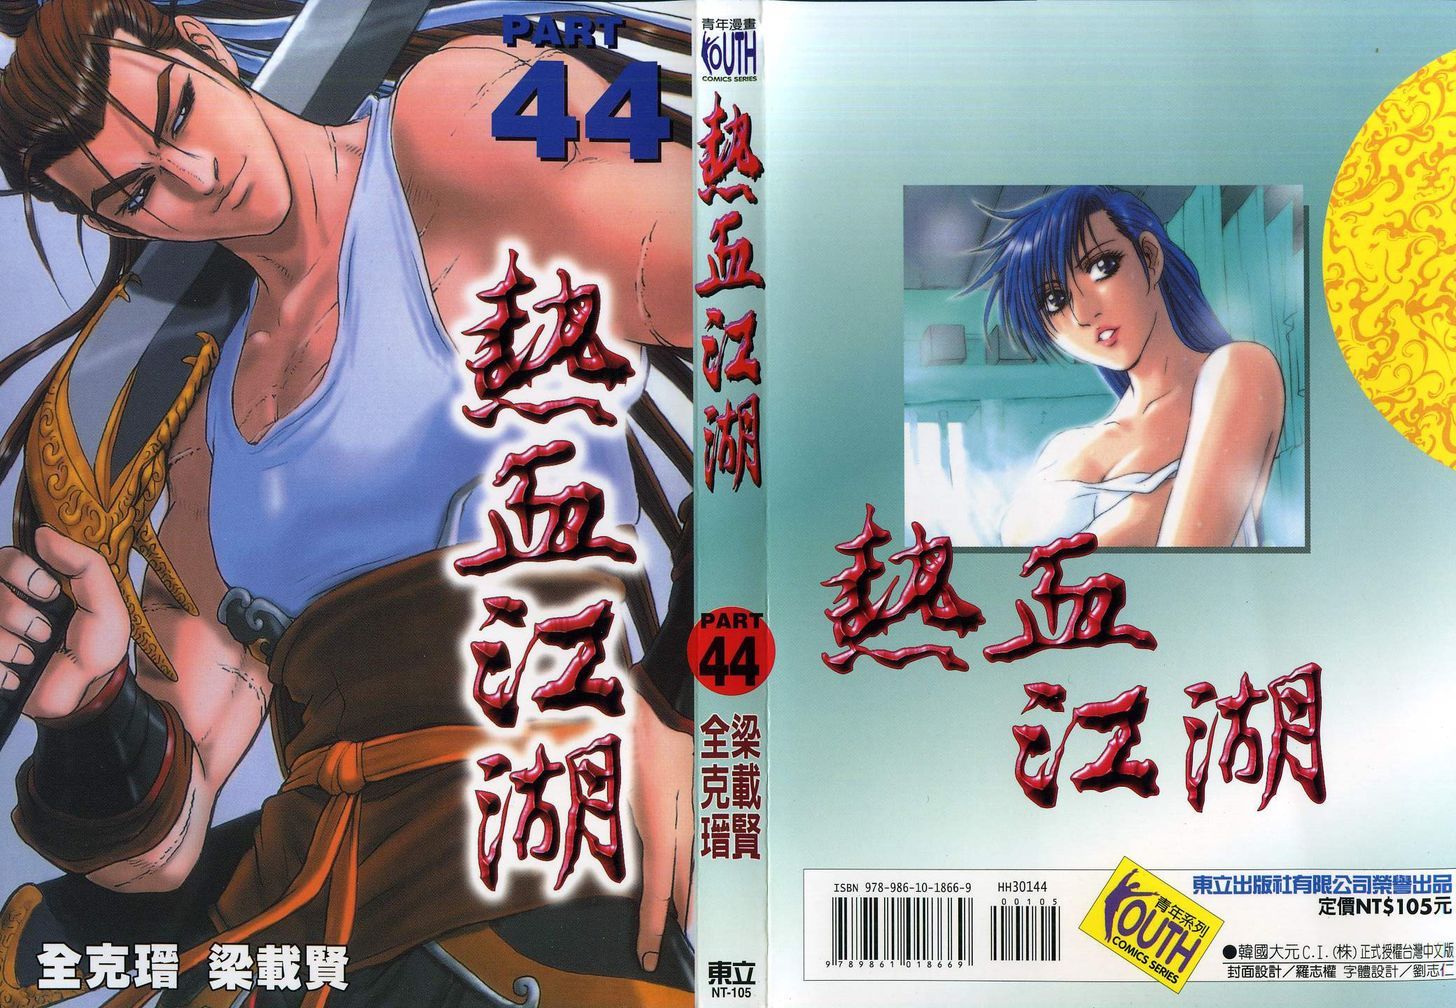 PART
44
熱血江湖
全克瑨 梁載賢
青年漫畫
YOUTH
COMICS SERIES
熱血江湖
PART
44
梁載賢
全克瑨
東立
NT-105
熱血
江湖
ISBN 978-986-10-1866-9
HH30144
00105
9789861018669
青年系列
YOUTH
COMICS SERIES
東立出版社有限公司榮譽出品
定價NT$105元
●韓國大元C.I.(株)正式授權台灣中文版
封面設計／羅志權 字體設計／劉志仁